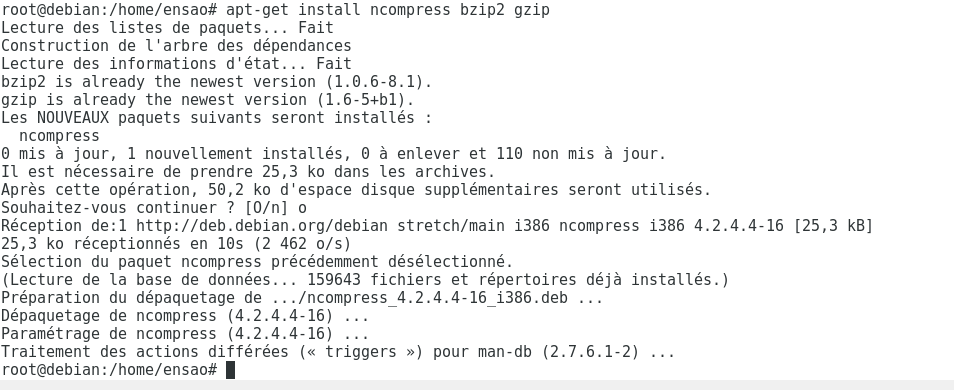 root@debian:/home/ensao# apt-get install ncompress bzip2 gzip
Lecture des listes de paquets... Fait
Construction de l'arbre des dépendances
Lecture des informations d'état... Fait
bzip2 is already the newest version (1.0.6-8.1).
gzip is already the newest version (1.6-5+b1).
Les NOUVEAUX paquets suivants seront installés :
  ncompress
0 mis à jour, 1 nouvellement installés, 0 à enlever et 110 non mis à jour.
Il est nécessaire de prendre 25,3 ko dans les archives.
Après cette opération, 50,2 ko d'espace disque supplémentaires seront utilisés.
Souhaitez-vous continuer ? [O/n] o
Réception de:1 http://deb.debian.org/debian stretch/main i386 ncompress i386 4.2.4.4-16 [25,3 kB]
25,3 ko réceptionnés en 10s (2 462 o/s)
Sélection du paquet ncompress précédemment désélectionné.
(Lecture de la base de données... 159643 fichiers et répertoires déjà installés.)
Préparation du dépaquetage de .../ncompress_4.2.4.4-16_i386.deb ...
Dépaquetage de ncompress (4.2.4.4-16) ...
Paramétrage de ncompress (4.2.4.4-16) ...
Traitement des actions différées (« triggers ») pour man-db (2.7.6.1-2) ...
root@debian:/home/ensao#